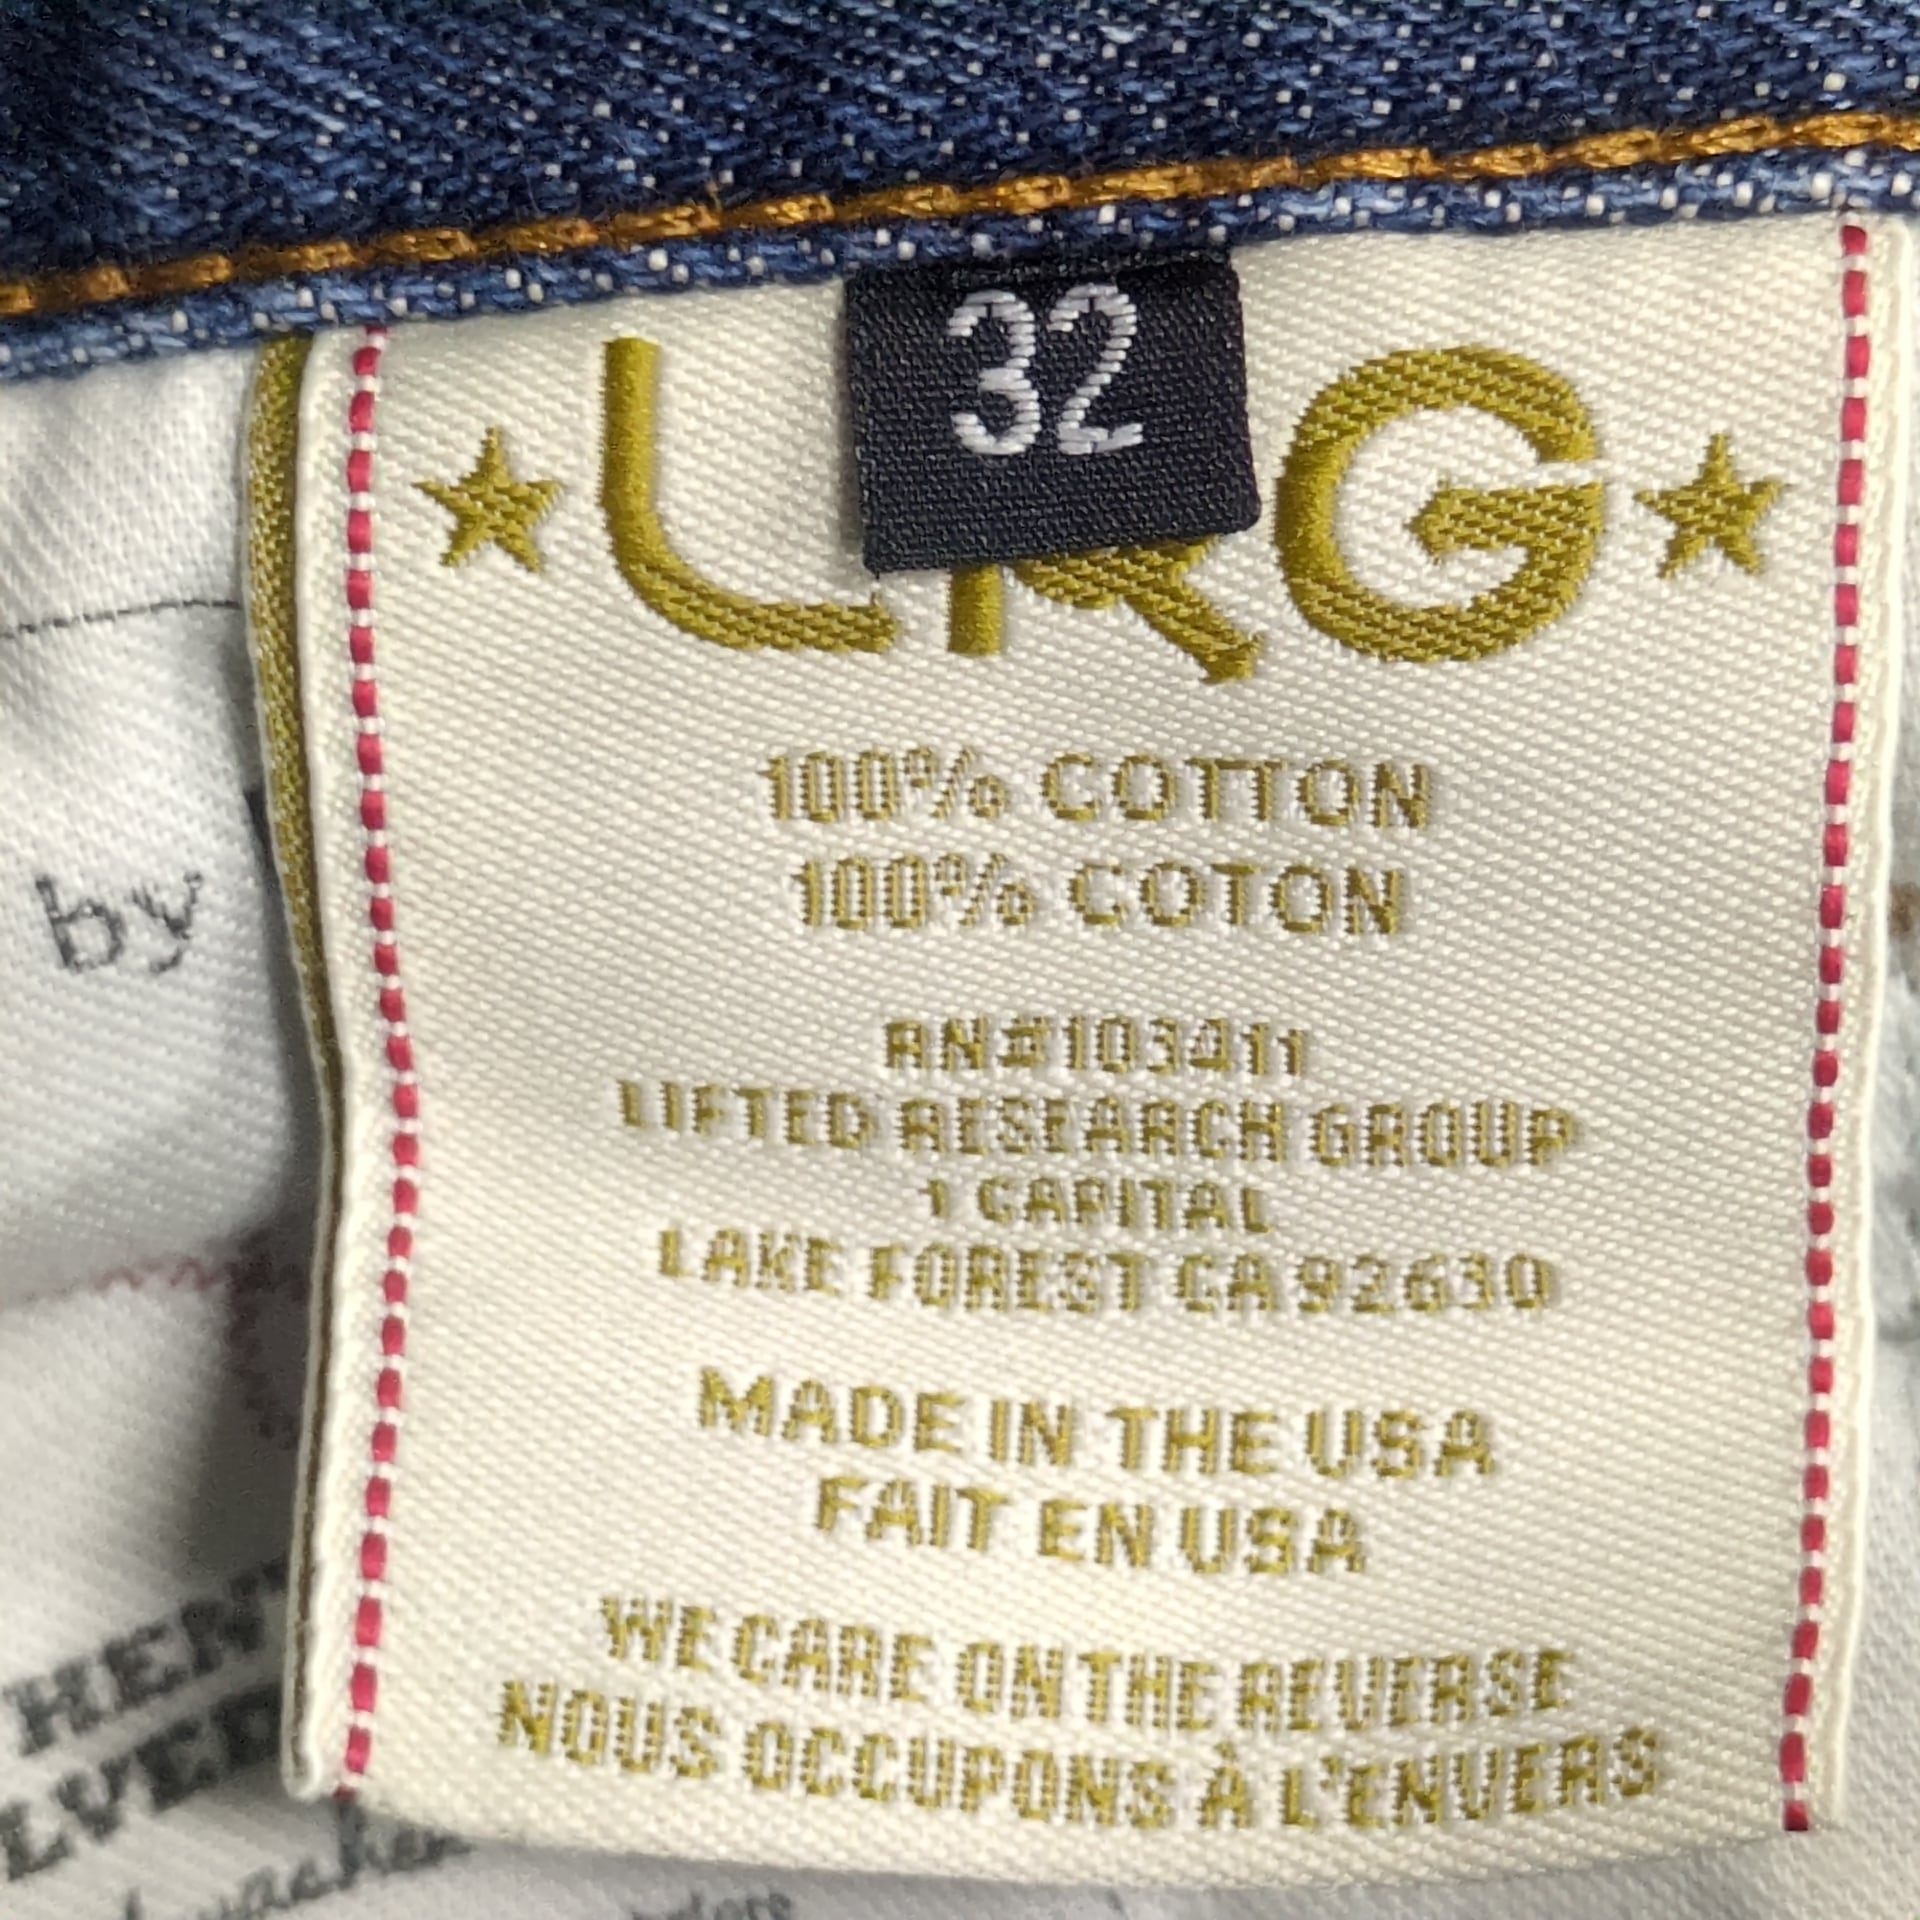 32
LRG
100% COTTON
100% COTON
by
RN#103411
LIFTED RESEARCH GROUP
1 CAPITAL
LAKE FOREST CA 92630
MADE IN THE USA
FAIT EN USA
WE CARE ON THE REVERSE
NOUS OCCUPONS À L'ENVERS